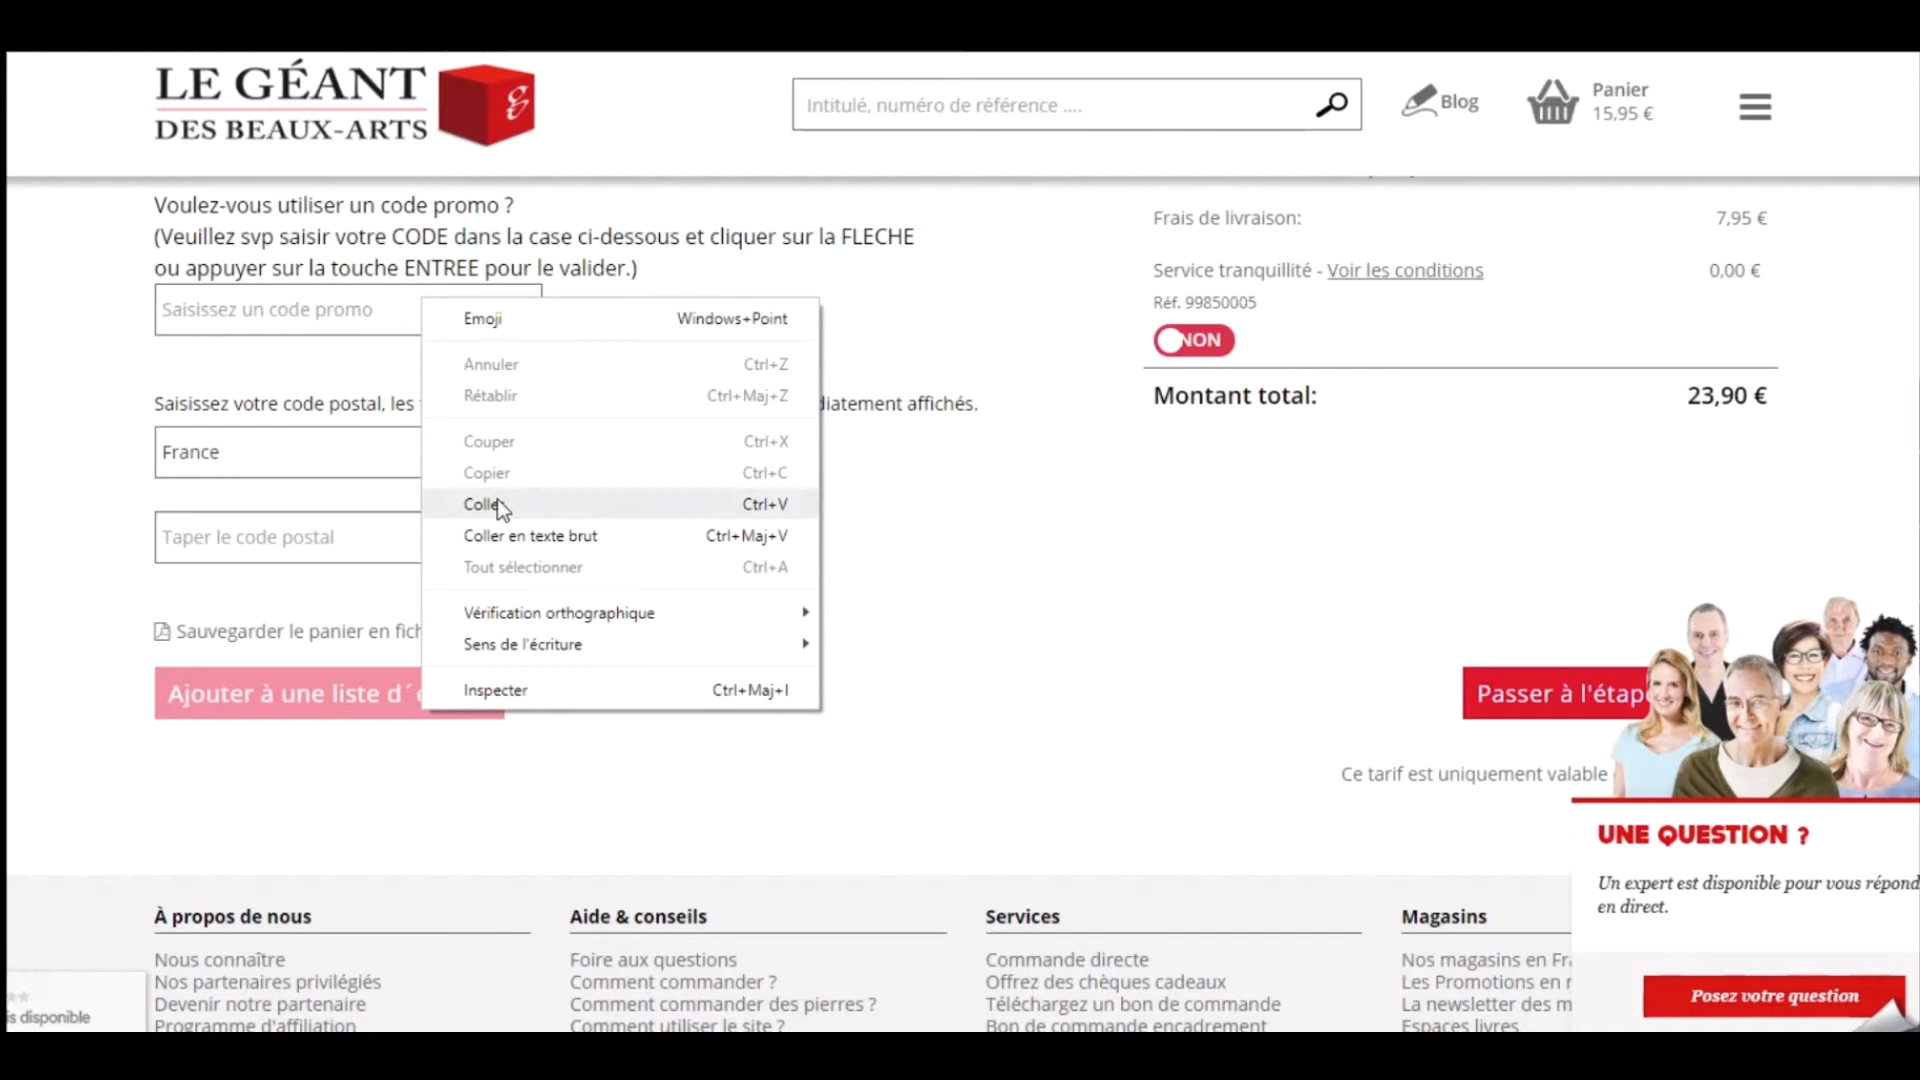 LE GÉANT
DES BEAUX-ARTS
Intitulé, numéro de référence ....
Blog
Panier
15,95 €
Voulez-vous utiliser un code promo ?
(Veuillez svp saisir votre CODE dans la case ci-dessous et cliquer sur la FLECHE
ou appuyer sur la touche ENTREE pour le valider.)
Saisissez un code promo
Saisissez votre code postal, les
diatement affichés.
France
Taper le code postal
Sauvegarder le panier en fich
Ajouter à une liste d´
Emoji Windows+Point
Annuler Ctrl+Z
Rétablir Ctrl+Maj+Z
Couper Ctrl+X
Copier Ctrl+C
Coller Ctrl+V
Coller en texte brut Ctrl+Maj+V
Tout sélectionner Ctrl+A
Vérification orthographique
Sens de l'écriture
Inspecter Ctrl+Maj+I
Frais de livraison: 7,95 €
Service tranquillité - Voir les conditions 0,00 €
Réf. 99850005
NON
Montant total: 23,90 €
Passer à l'étap
Ce tarif est uniquement valable
UNE QUESTION ?
Un expert est disponible pour vous répond
en direct.
Posez votre question
À propos de nous
Nous connaître
Nos partenaires privilégiés
Devenir notre partenaire
Programme d'affiliation
Aide & conseils
Foire aux questions
Comment commander ?
Comment commander des pierres ?
Comment utiliser le site ?
Services
Commande directe
Offrez des chèques cadeaux
Téléchargez un bon de commande
Bon de commande encadrement
Magasins
Nos magasins en Fr
Les Promotions en
La newsletter des m
Espaces livres
is disponible